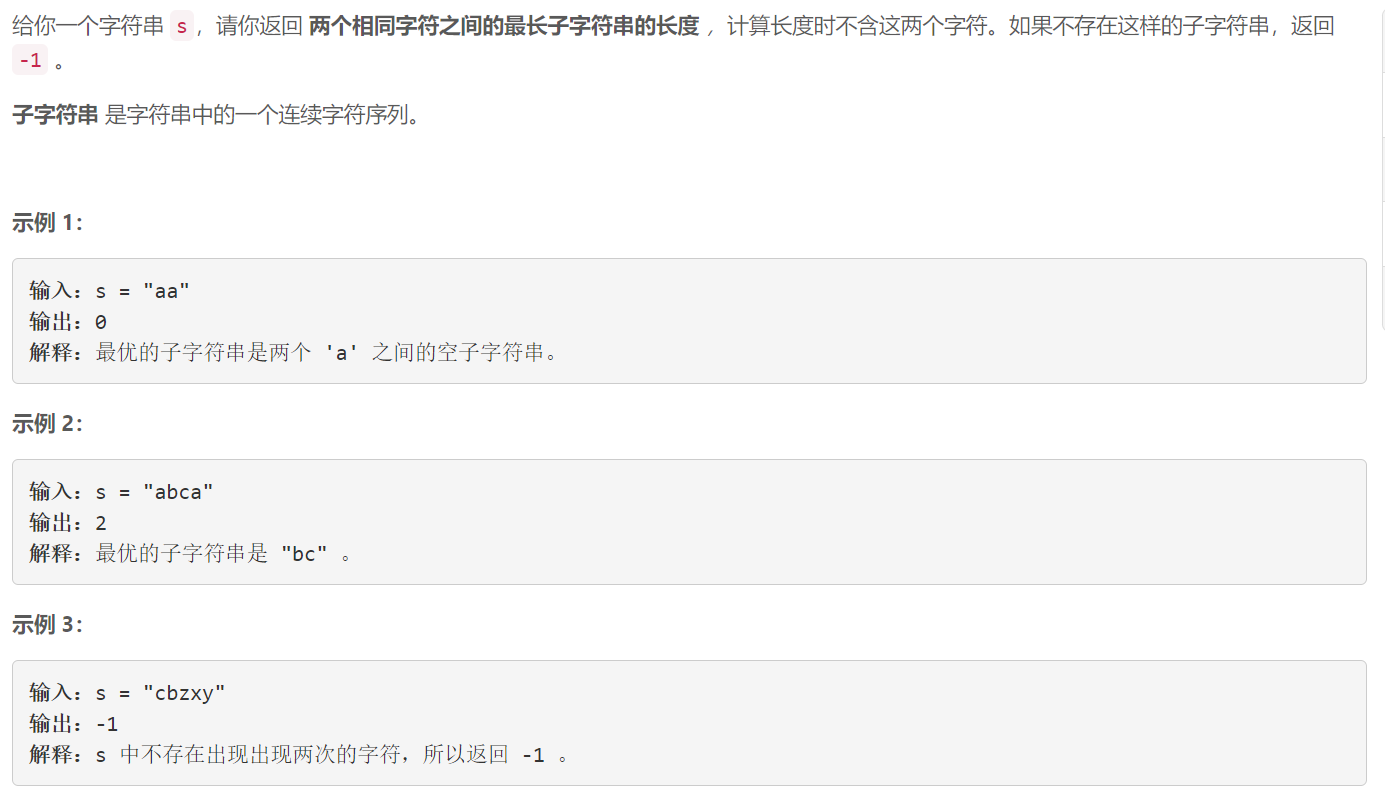 给你一个字符串 s，请你返回 两个相同字符之间的最长子字符串的长度 ，计算长度时不含这两个字符。如果不存在这样的子字符串，返回
-1 。
子字符串 是字符串中的一个连续字符序列。
示例 1：
输入：s = "aa"
输出：0
解释：最优的子字符串是两个 'a' 之间的空子字符串。
示例 2：
输入：s = "abca"
输出：2
解释：最优的子字符串是 "bc" 。
示例 3：
输入：s = "cbzxy"
输出：-1
解释：s 中不存在出现出现两次的字符，所以返回 -1 。